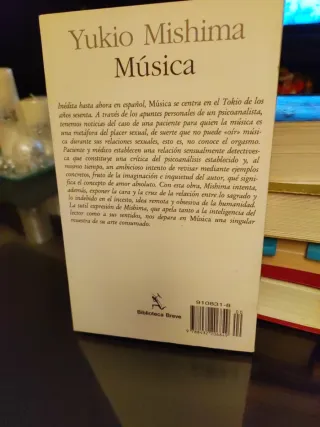 Yukio Mishima
Música
Inédita hasta ahora en español, Música se centra en el Tokio de los
años sesenta. A través de los apuntes personales de un psicoanalista,
tenemos noticias del caso de una paciente para quien la música es
una metáfora del placer sexual, de suerte que no puede «oír» músi-
ca durante sus relaciones sexuales, esto es, no conoce el orgasmo.
Paciente y médico establecen una relación sensualmente detectives-
ca que constituye una crítica del psicoanálisis establecido y, al
mismo tiempo, un ambicioso intento de revisar mediante ejemplos
concretos, fruto de la imaginación e inquietud del autor, qué signi-
fica el concepto de amor absoluto. Con esta obra, Mishima intenta,
además, exponer la cara y la cruz de la relación entre lo sagrado y
lo indebido en el incesto, idea remota y obsesiva de la humanidad.
La sutil expresión de Mishima, que apela tanto a la inteligencia del
lector como a sus sentidos, nos depara en Música una singular
muestra de su arte consumado.
Biblioteca Breve
910831-8